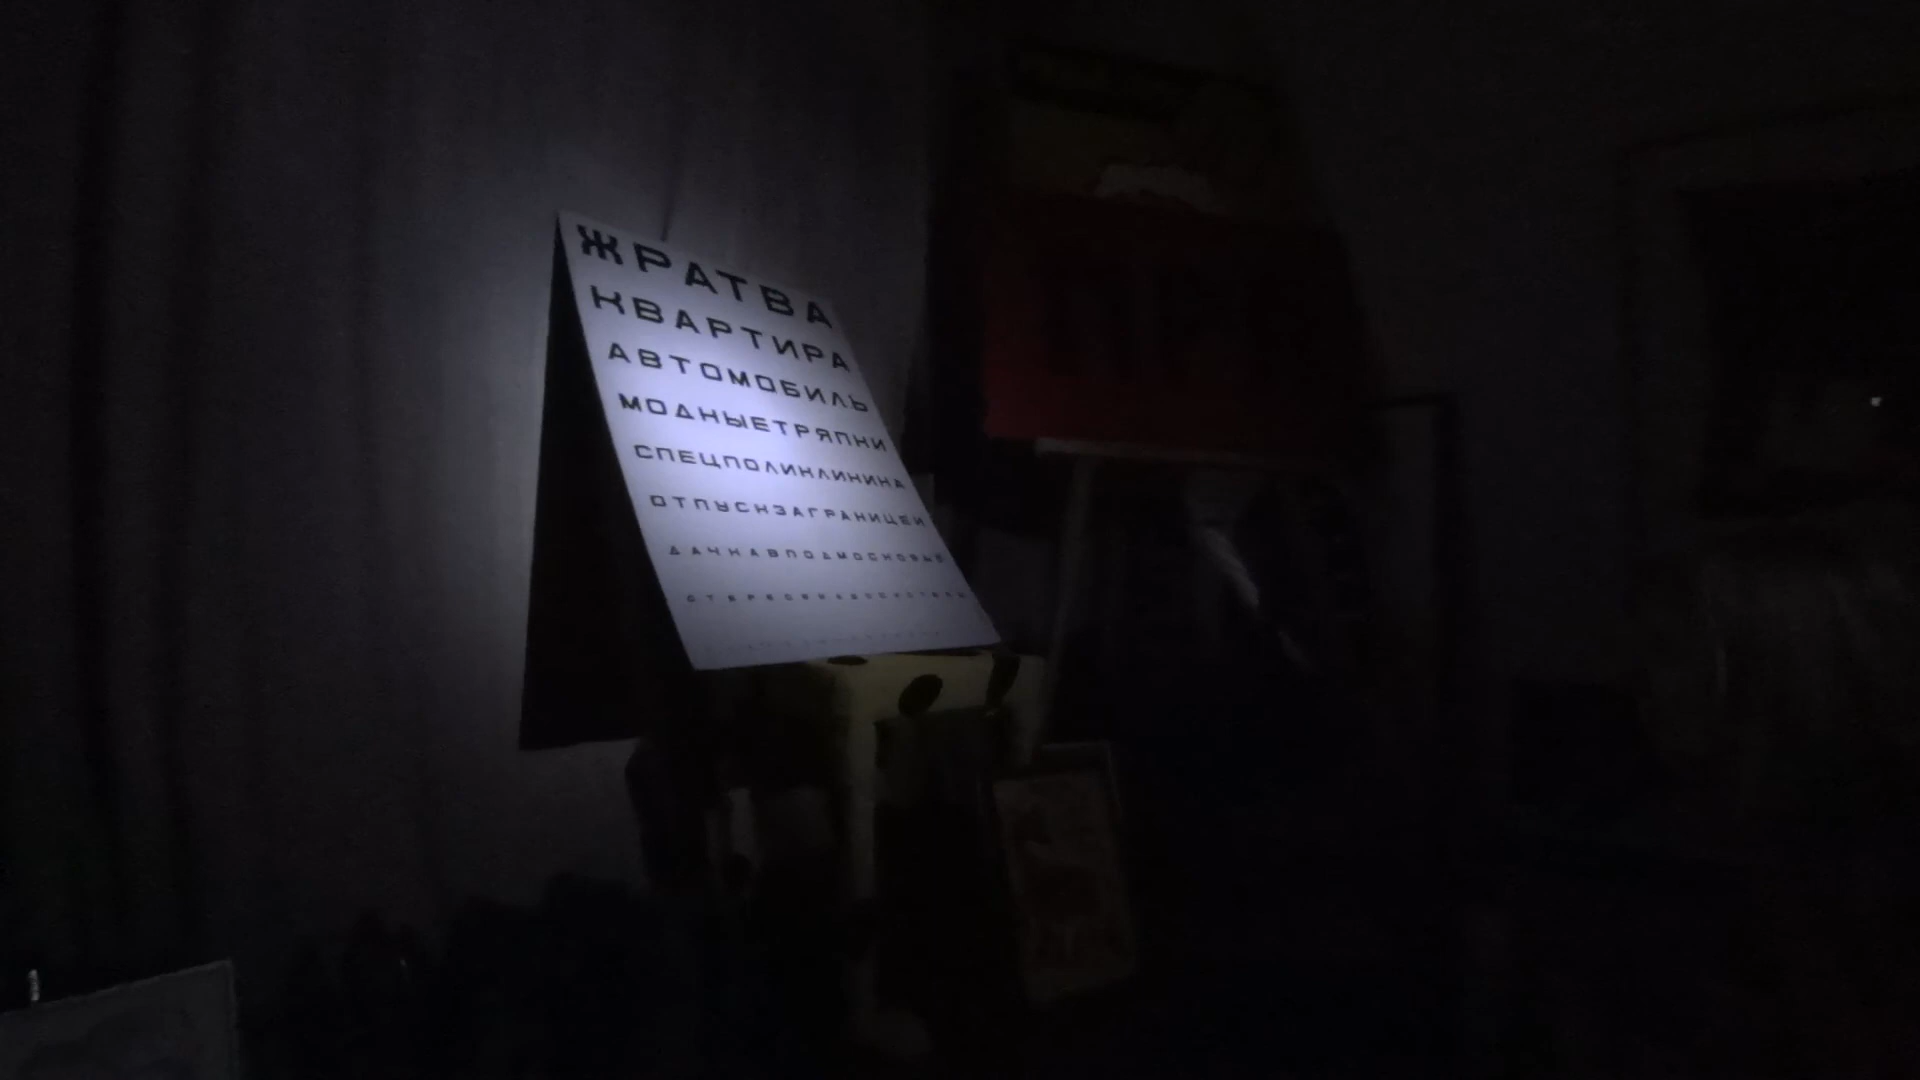 ЖРАТВА
КВАРТИРА
АВТОМОБИЛЬ
МОДНЫЕТРЯПКИ
СПЕЦПОЛИКЛИНИКА
ОТПУСКЗАГРАНИЦЕЙ
ДАЧКАВПОДМОСКОВЬЕ